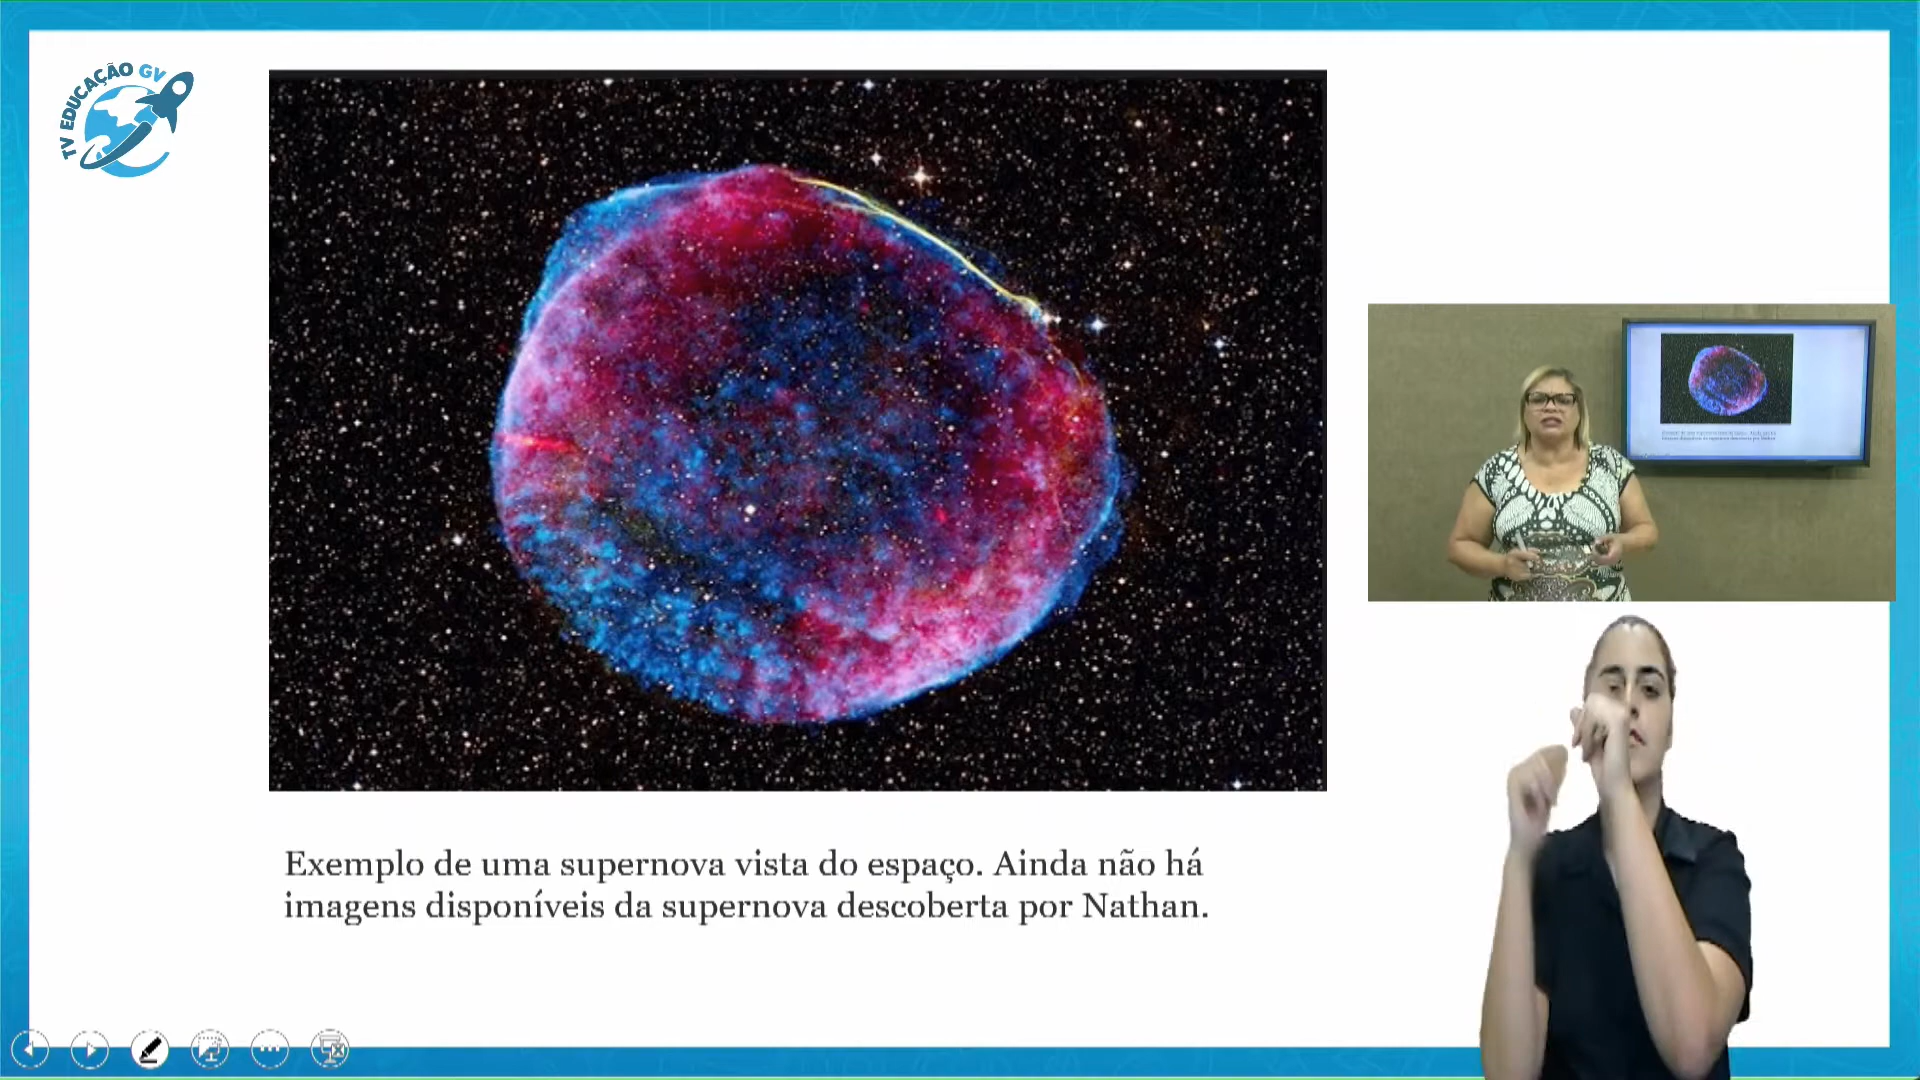 TV EDUCAÇÃO GV
Exemplo de uma supernova vista do espaço. Ainda não há
imagens disponíveis da supernova descoberta por Nathan.